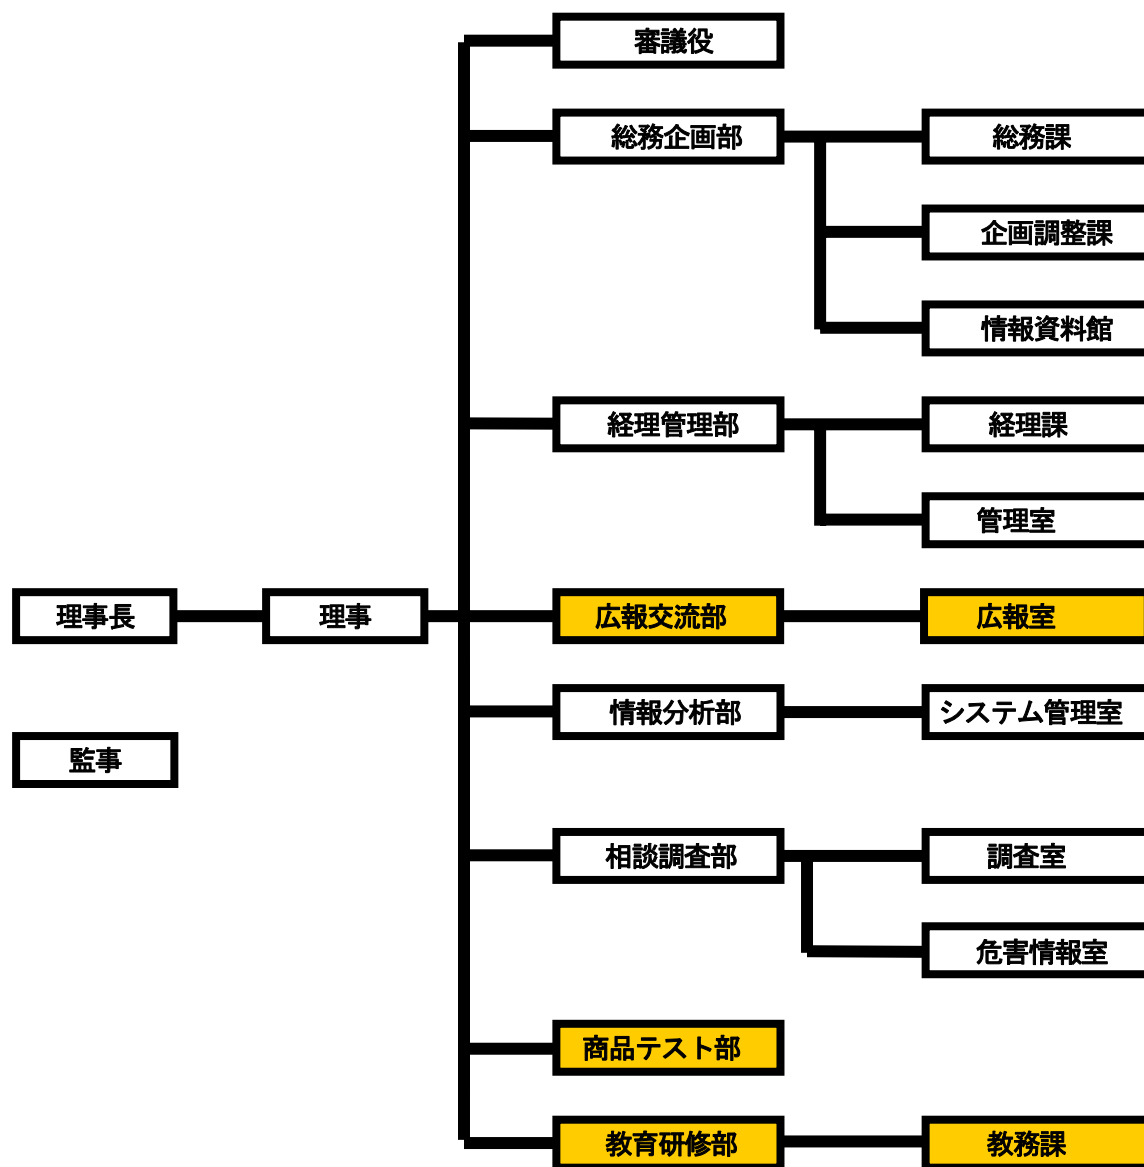 審議役
総務企画部
総務課
企画調整課
情報資料館
経理管理部
経理課
管理室
理事長
理事
広報交流部
広報室
情報分析部
システム管理室
監事
相談調査部
調査室
危害情報室
商品テスト部
教育研修部
教務課